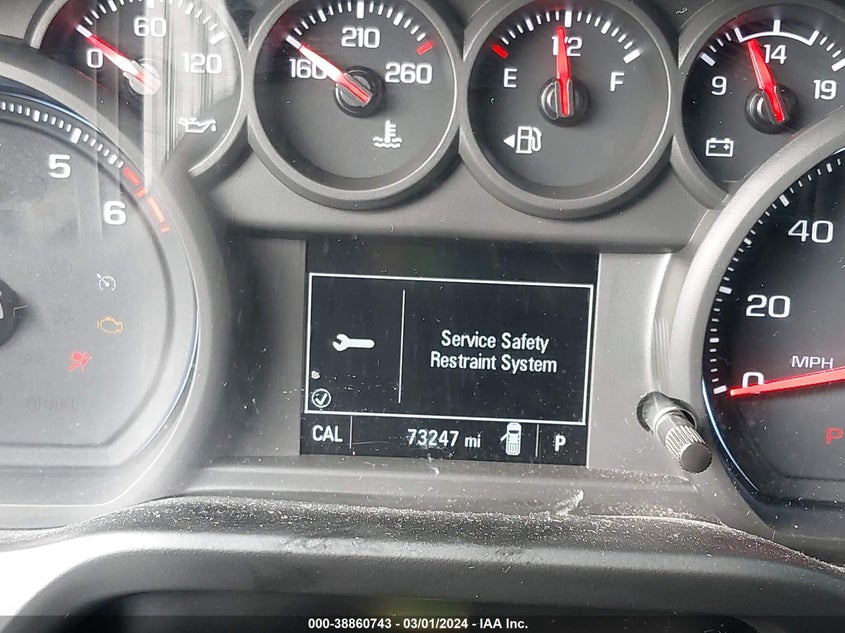 0 60 120
160 210 260
E 1/2 F
9 14 19
5
6
BRAKE
Service Safety
Restraint System
CAL 73247 mi P
40
20
0
MPH
P
000-38860743 - 03/01/2024 - IAA Inc.